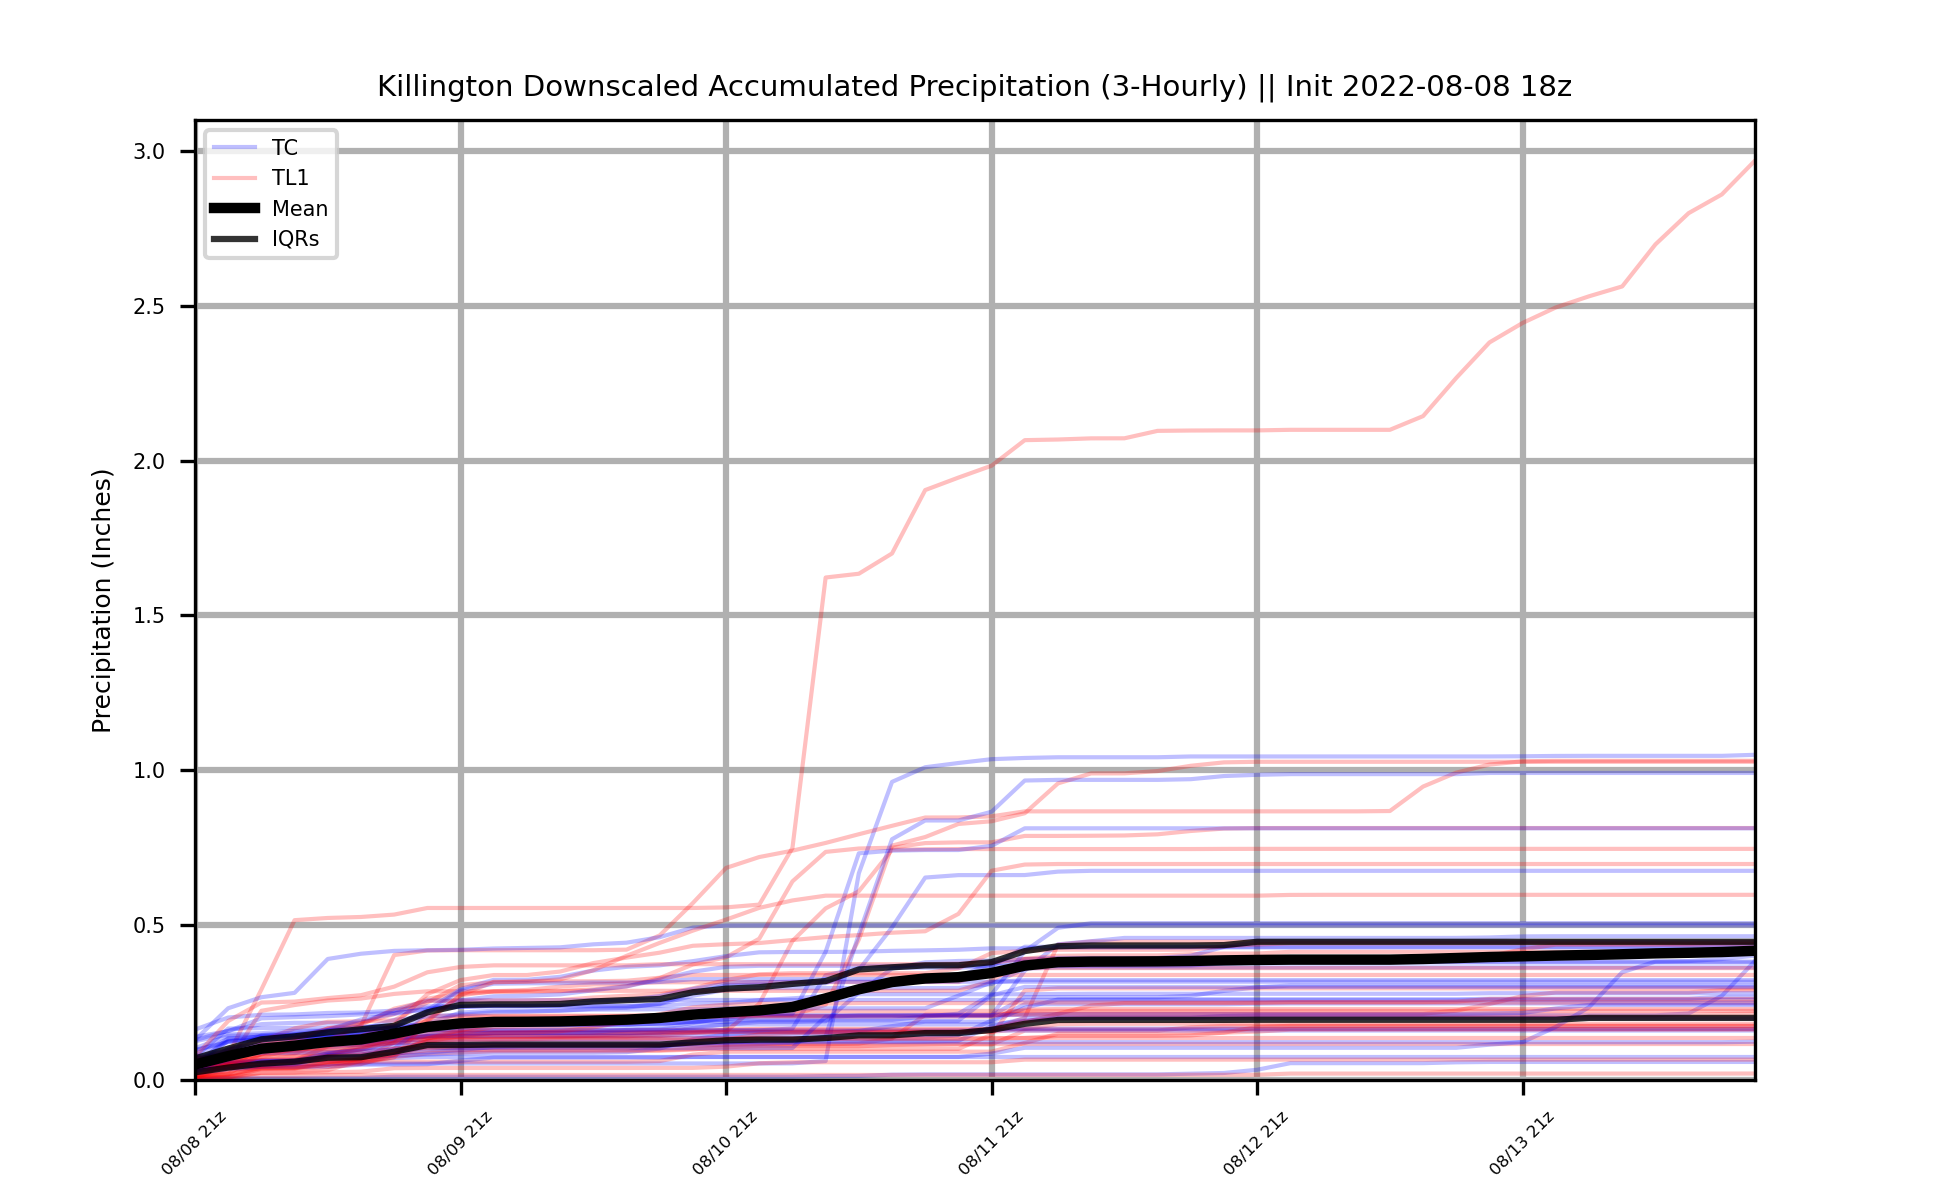 Killington Downscaled Accumulated Precipitation (3-Hourly) || Init 2022-08-08 18z
TC
TL1
Mean
IQRs
Precipitation (Inches)
3.0
2.5
2.0
1.5
1.0
0.5
0.0
08/08 21z
08/09 21z
08/10 21z
08/11 21z
08/12 21z
08/13 21z